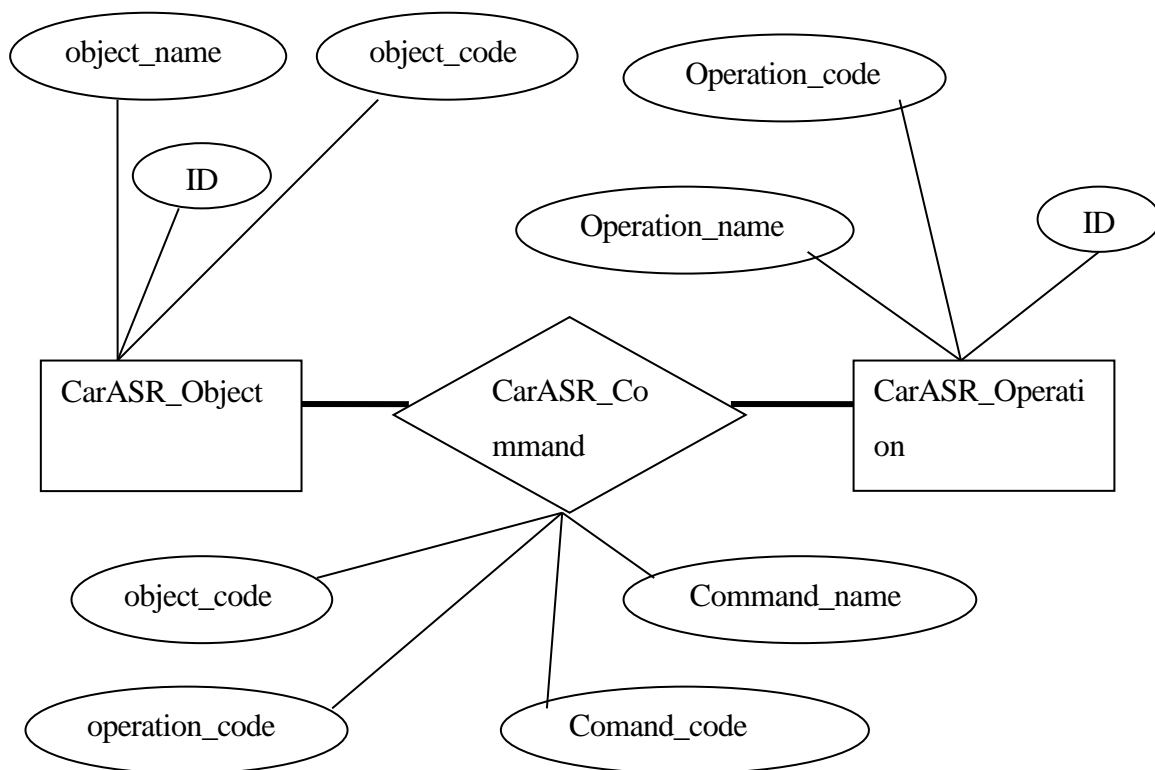 object_name
object_code
Operation_code
ID
Operation_name
ID
CarASR_Object
CarASR_Co
mmand
CarASR_Operati
on
object_code
Command_name
operation_code
Comand_code